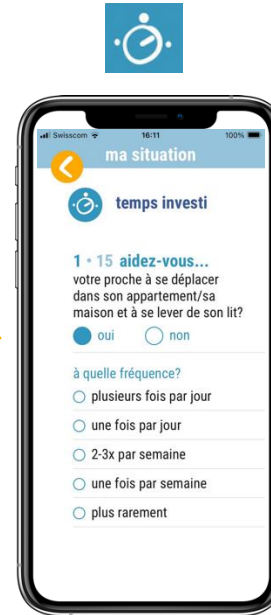 Swisscom 16:11 100%
ma situation
temps investi
1 • 15 aidez-vous...
votre proche à se déplacer
dans son appartement/sa
maison et à se lever de son lit?
oui non
à quelle fréquence?
plusieurs fois par jour
une fois par jour
2-3x par semaine
une fois par semaine
plus rarement